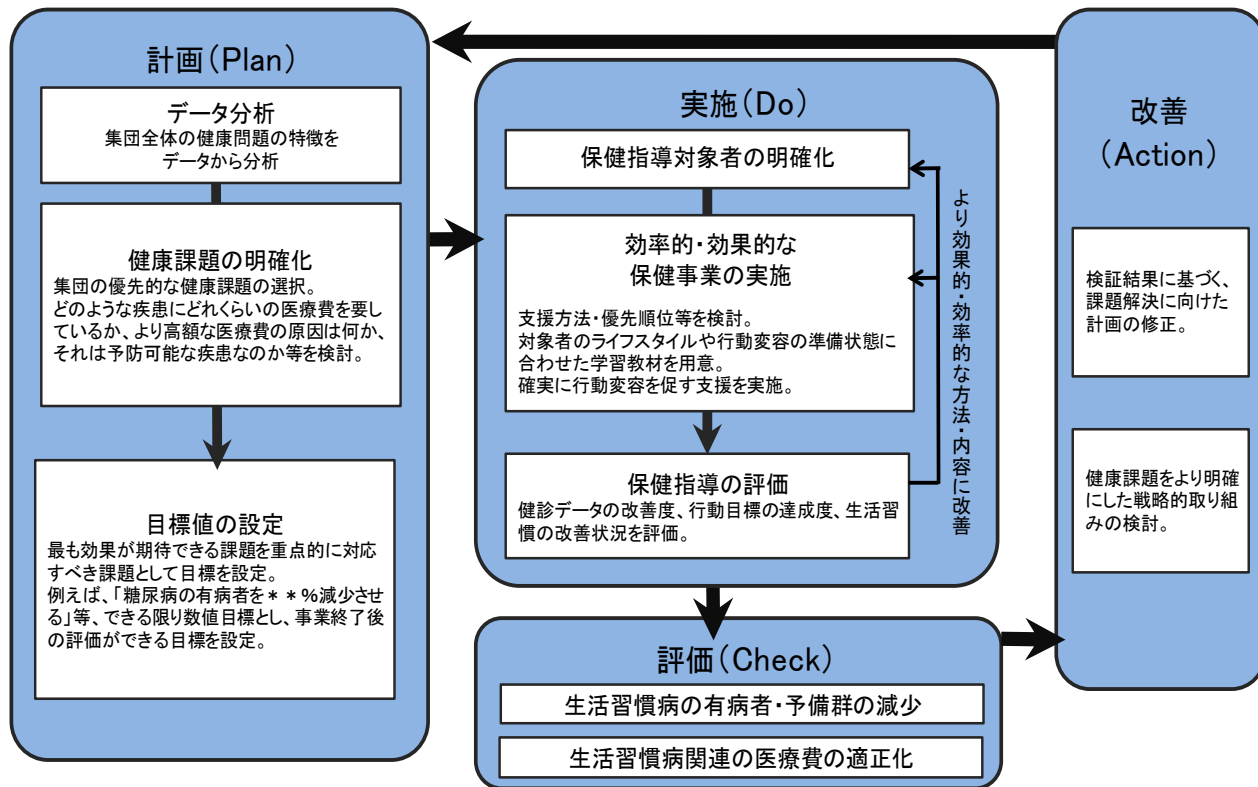 計画(Plan)
データ分析
集団全体の健康問題の特徴を
データから分析
健康課題の明確化
集団の優先的な健康課題の選択。
どのような疾患にどれくらいの医療費を要し
ているか、より高額な医療費の原因は何か、
それは予防可能な疾患なのか等を検討。
目標値の設定
最も効果が期待できる課題を重点的に対応
すべき課題として目標を設定。
例えば、「糖尿病の有病者を**%減少させ
る」等、できる限り数値目標とし、事業終了後
の評価ができる目標を設定。
実施(Do)
保健指導対象者の明確化
効率的・効果的な
保健事業の実施
支援方法・優先順位等を検討。
対象者のライフスタイルや行動変容の準備状態に
合わせた学習教材を用意。
確実に行動変容を促す支援を実施。
保健指導の評価
健診データの改善度、行動目標の達成度、生活習
慣の改善状況を評価。
より効果的・効率的な方法・内容に改善
評価(Check)
生活習慣病の有病者・予備群の減少
生活習慣病関連の医療費の適正化
改善
(Action)
検証結果に基づく、
課題解決に向けた
計画の修正。
健康課題をより明確
にした戦略的取り組
みの検討。